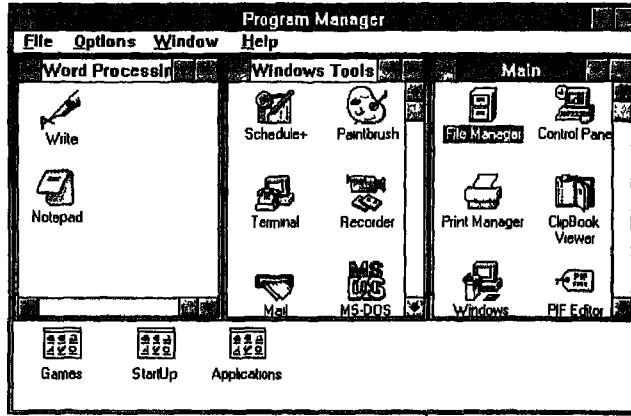 Program Manager
File Options Window Help
Word Processin
Windows Tools
Main
Write
Notepad
Schedule+
Paintbrush
Terminal
Recorder
Mail
MS-DOS
File Manager
Control Pane
Print Manager
ClipBook
Viewer
Windows
PIF Editor
Games
StartUp
Applications